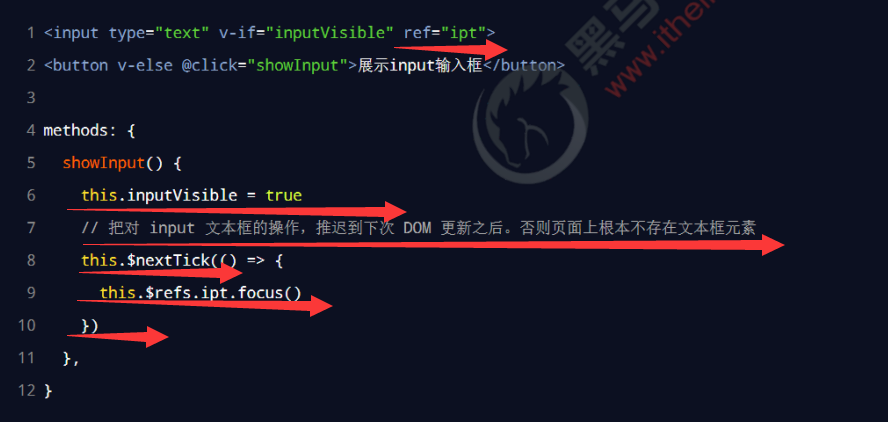 1 <input type="text" v-if="inputVisible" ref="ipt">
2 <button v-else @click="showInput">展示input输入框</button>
3
4 methods: {
5 showInput() {
6 this.inputVisible = true
7 // 把对 input 文本框的操作，推迟到下次 DOM 更新之后。否则页面上根本不存在文本框元素
8 this.$nextTick(() => {
9 this.$refs.ipt.focus()
10 })
11 },
12 }
黑马
www.ithei